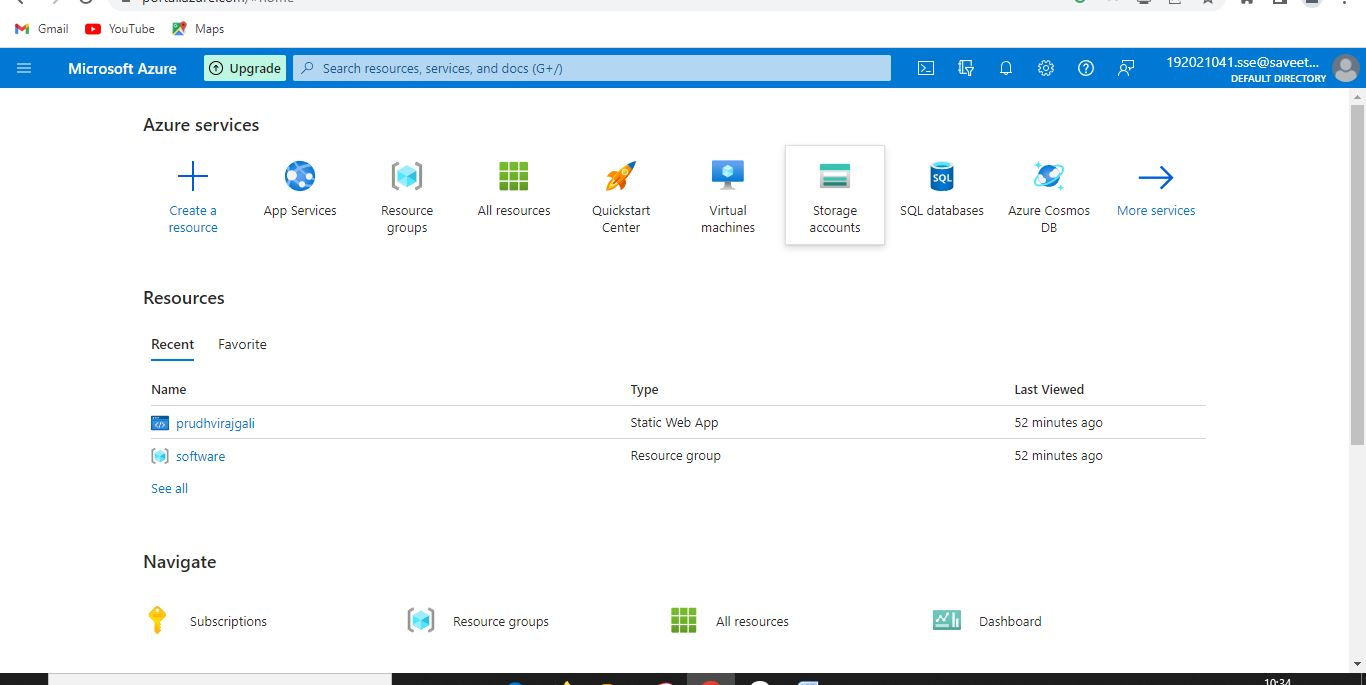 Gmail YouTube Maps
Microsoft Azure Upgrade Search resources, services, and docs (G+/) 192021041.sse@saveet...
DEFAULT DIRECTORY
Azure services
Create a resource
App Services
Resource groups
All resources
Quickstart Center
Virtual machines
Storage accounts
SQL
SQL databases
Azure Cosmos DB
More services
Resources
Recent Favorite
Name Type Last Viewed
prudhvirajgali Static Web App 52 minutes ago
software Resource group 52 minutes ago
See all
Navigate
Subscriptions Resource groups All resources Dashboard
10:34